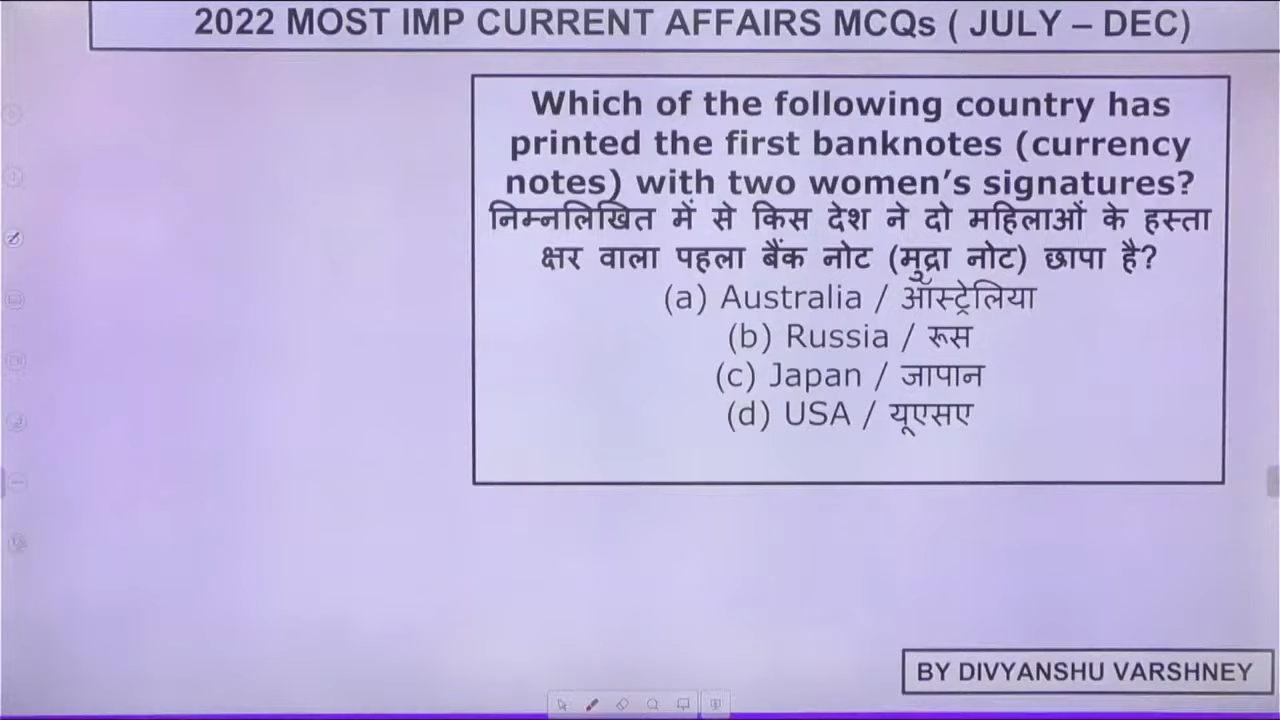 2022 MOST IMP CURRENT AFFAIRS MCQs ( JULY – DEC)
Which of the following country has
printed the first banknotes (currency
notes) with two women’s signatures?
निम्नलिखित में से किस देश ने दो महिलाओं के हस्ता
क्षर वाला पहला बैंक नोट (मुद्रा नोट) छापा है?
(a) Australia / ऑस्ट्रेलिया
(b) Russia / रूस
(c) Japan / जापान
(d) USA / यूएसए
BY DIVYANSHU VARSHNEY